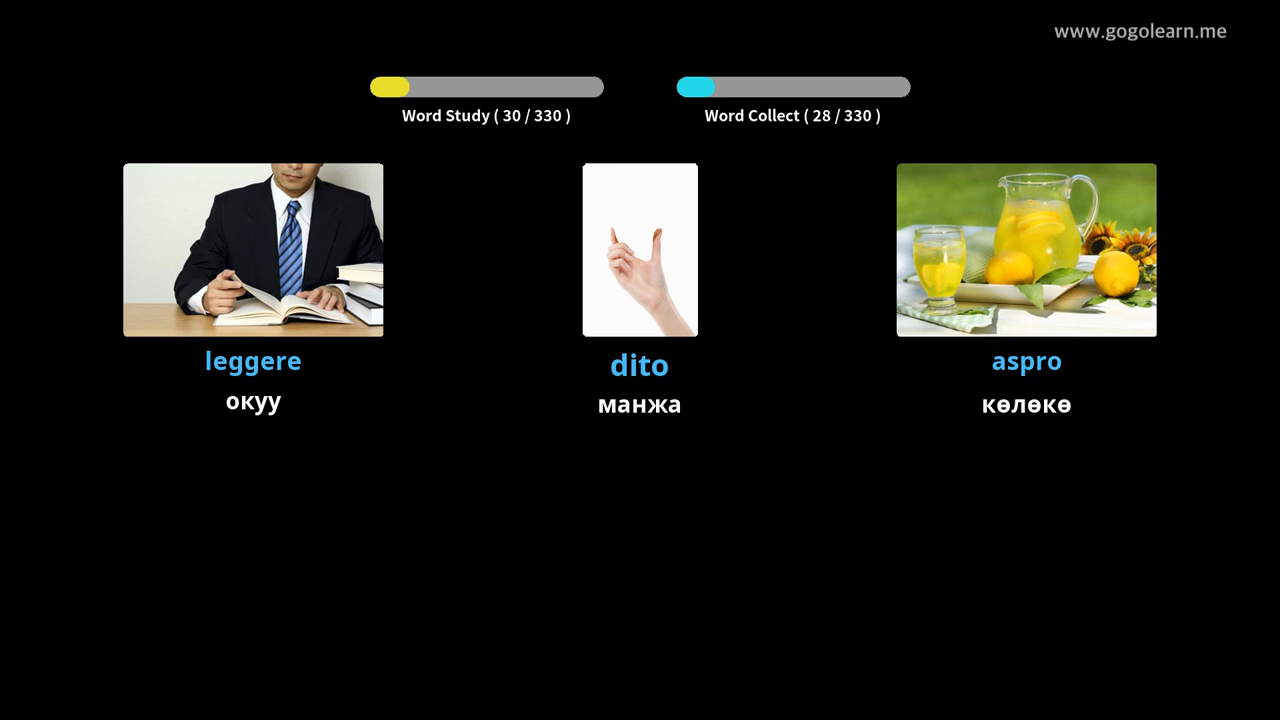 www.gogolearn.me
Word Study ( 30 / 330 )
Word Collect ( 28 / 330 )
leggere
dito
aspro
окуу
манжа
көлөкө